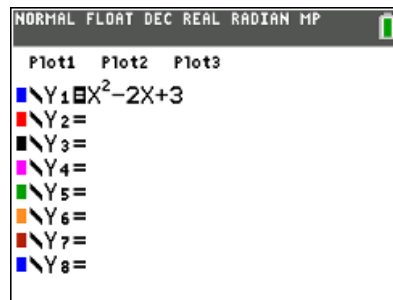 NORMAL FLOAT DEC REAL RADIAN MP
Plot1 Plot2 Plot3
\Y₁=X²-2X+3
\Y₂=
\Y₃=
\Y₄=
\Y₅=
\Y₆=
\Y₇=
\Y₈=